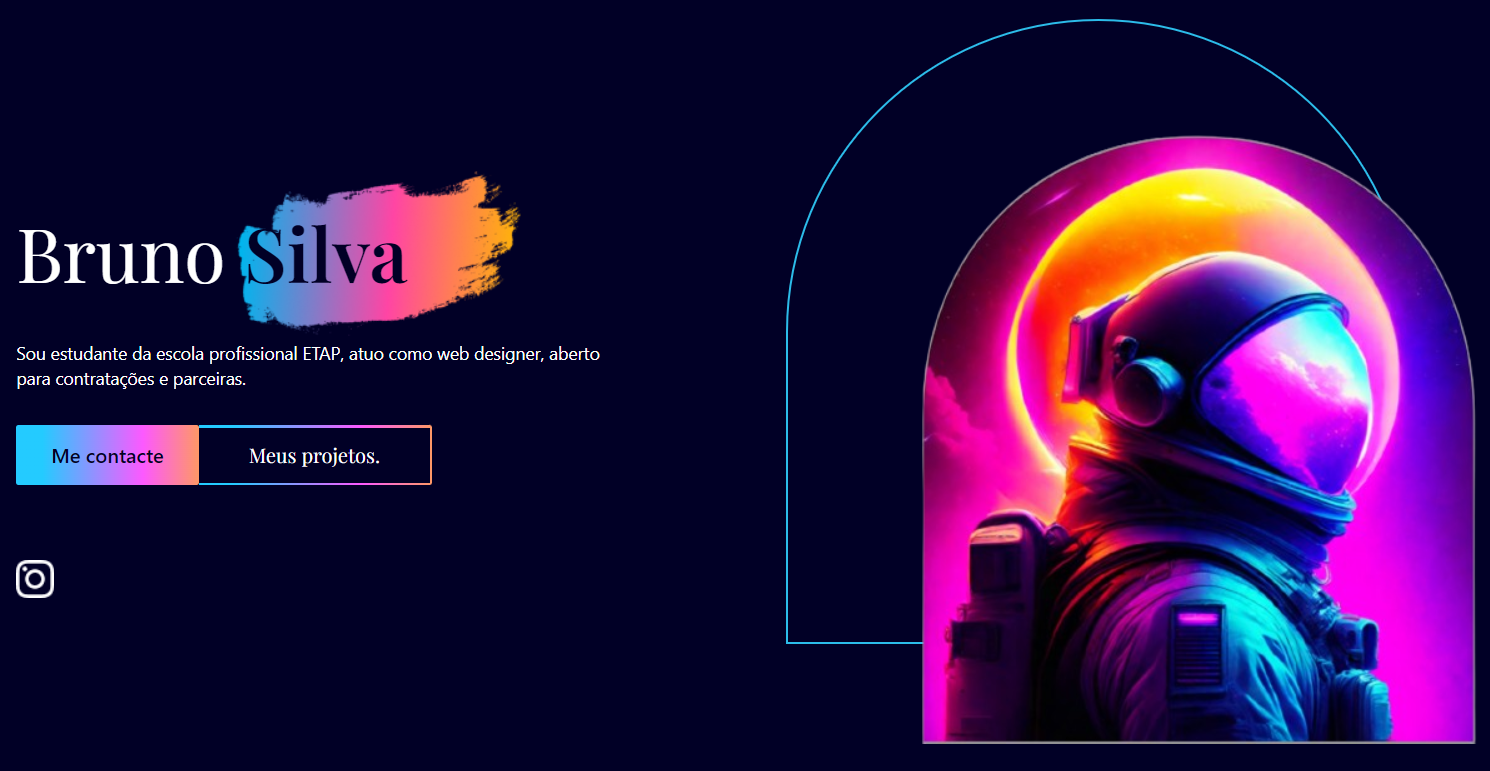 Bruno Silva
Sou estudante da escola profissional ETAP, atuo como web designer, aberto
para contratações e parceiras.
Me contacte
Meus projetos.